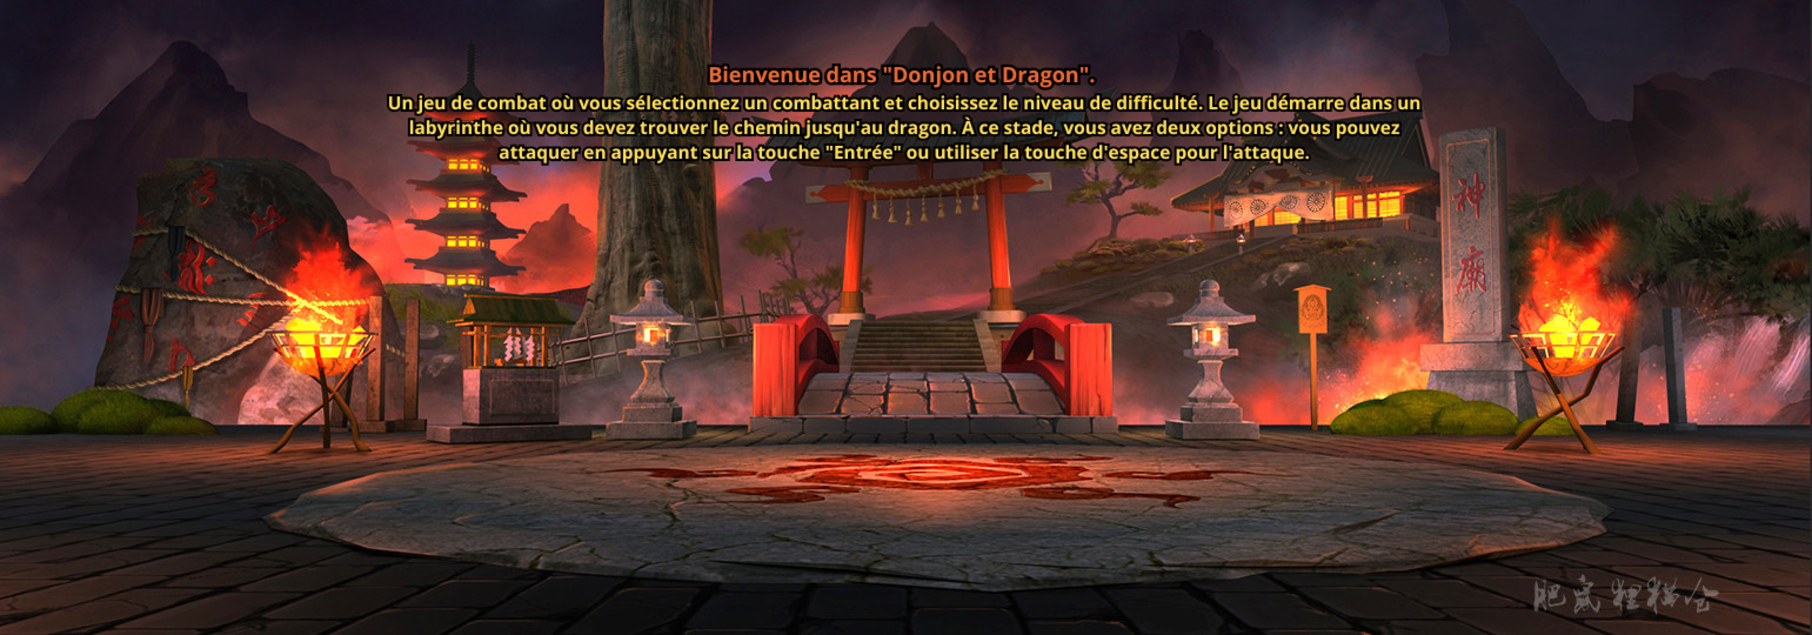 Bienvenue dans "Donjon et Dragon".
Un jeu de combat où vous sélectionnez un combattant et choisissez le niveau de difficulté. Le jeu démarre dans un
labyrinthe où vous devez trouver le chemin jusqu'au dragon. À ce stade, vous avez deux options : vous pouvez
attaquer en appuyant sur la touche "Entrée" ou utiliser la touche d'espace pour l'attaque.
神
廟